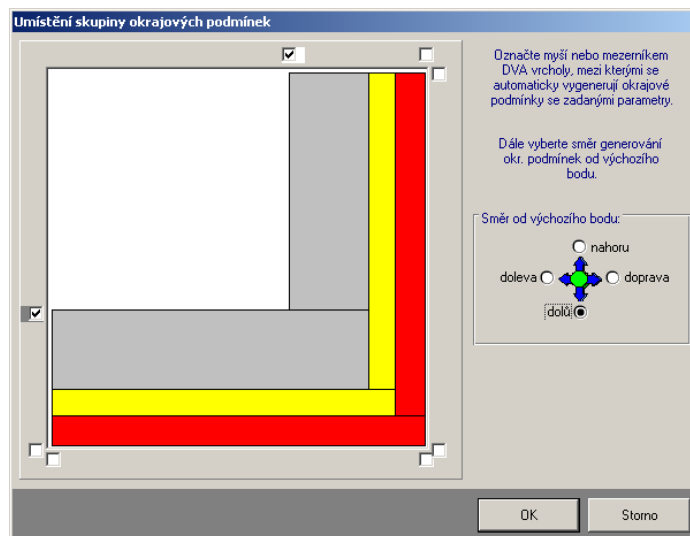 Umístění skupiny okrajových podmínek
Označte myší nebo mezerníkem
DVA vrcholy, mezi kterými se
automaticky vygenerují okrajové
podmínky se zadanými parametry.
Dále vyberte směr generování
okr. podmínek od výchozího
bodu.
Směr od výchozího bodu:
nahoru
doleva
doprava
dolů
OK
Storno